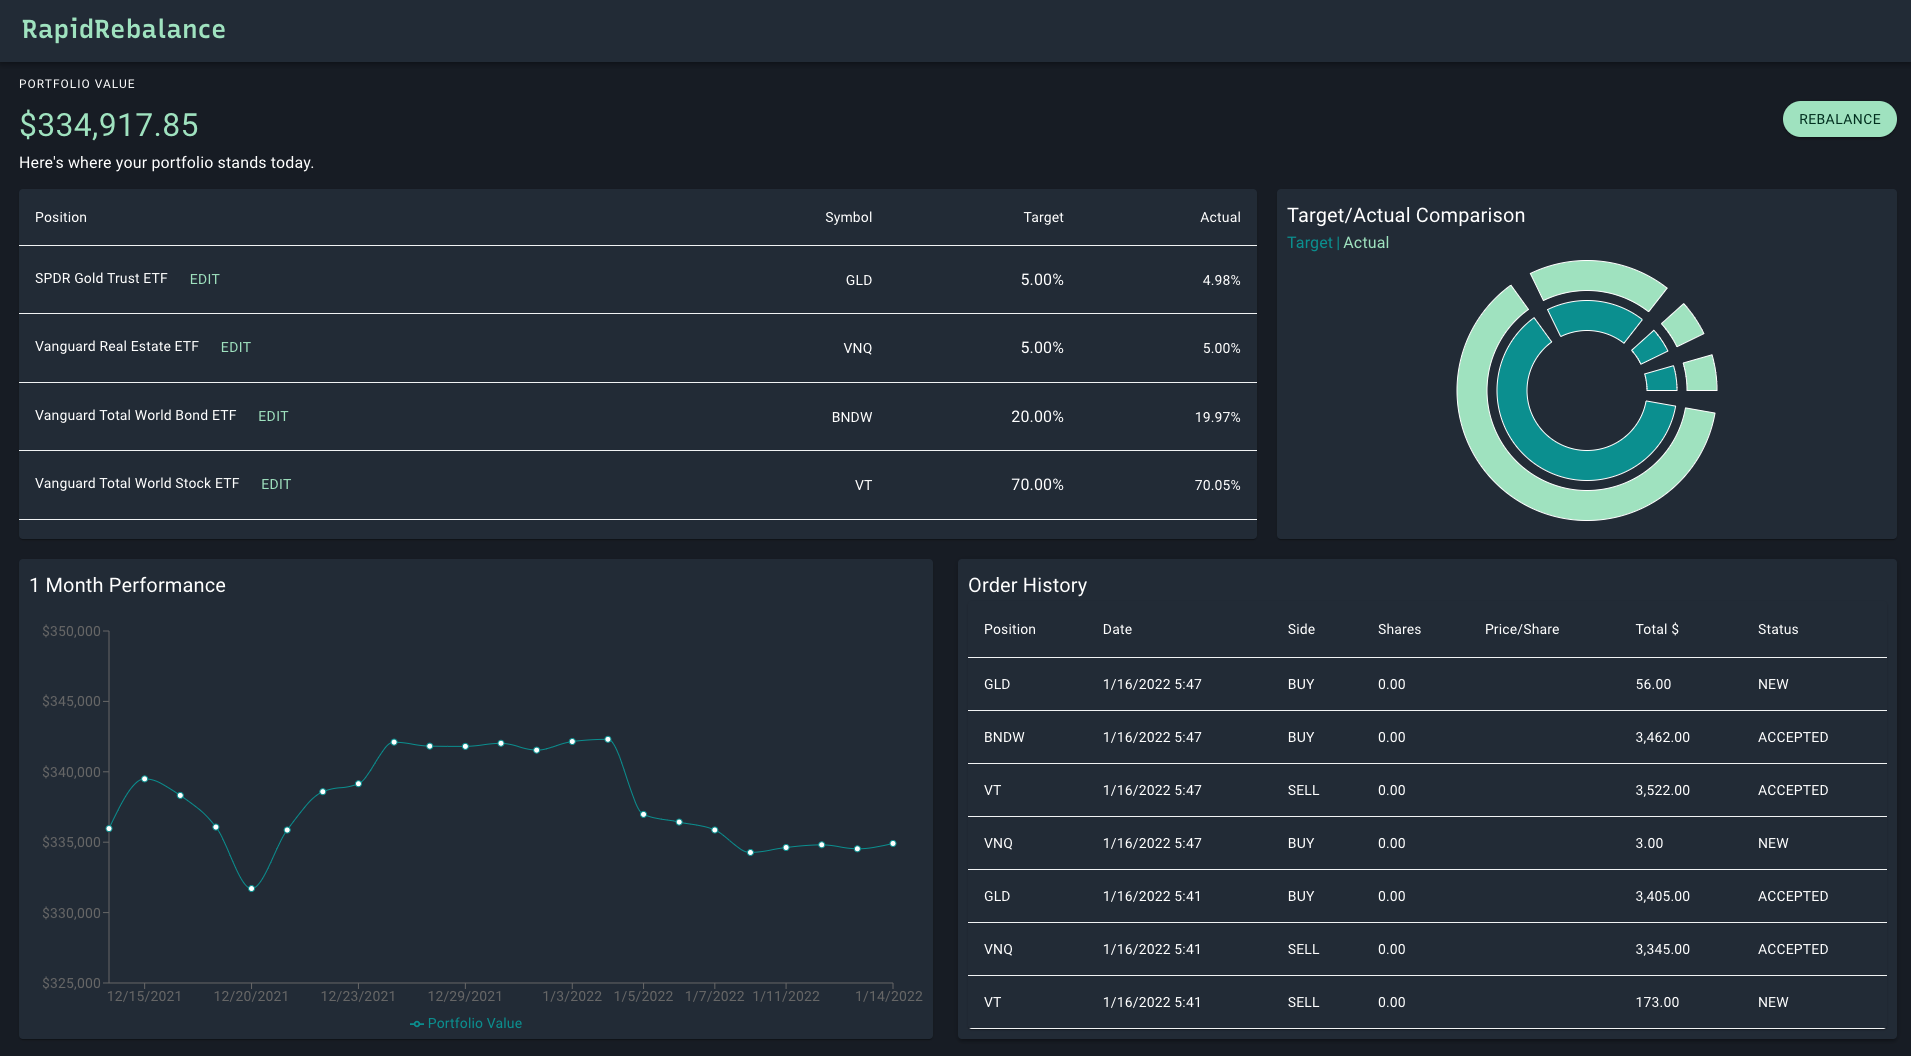 RapidRebalance
PORTFOLIO VALUE
$334,917.85
REBALANCE
Here's where your portfolio stands today.
Position Symbol Target Actual
SPDR Gold Trust ETF EDIT GLD 5.00% 4.98%
Vanguard Real Estate ETF EDIT VNQ 5.00% 5.00%
Vanguard Total World Bond ETF EDIT BNDW 20.00% 19.97%
Vanguard Total World Stock ETF EDIT VT 70.00% 70.05%
Target/Actual Comparison
Target | Actual
1 Month Performance
$350,000
$345,000
$340,000
$335,000
$330,000
$325,000
12/15/2021 12/20/2021 12/23/2021 12/29/2021 1/3/2022 1/5/2022 1/7/2022 1/11/2022 1/14/2022
Portfolio Value
Order History
Position Date Side Shares Price/Share Total $ Status
GLD 1/16/2022 5:47 BUY 0.00 56.00 NEW
BNDW 1/16/2022 5:47 BUY 0.00 3,462.00 ACCEPTED
VT 1/16/2022 5:47 SELL 0.00 3,522.00 ACCEPTED
VNQ 1/16/2022 5:47 BUY 0.00 3.00 NEW
GLD 1/16/2022 5:41 BUY 0.00 3,405.00 ACCEPTED
VNQ 1/16/2022 5:41 SELL 0.00 3,345.00 ACCEPTED
VT 1/16/2022 5:41 SELL 0.00 173.00 NEW